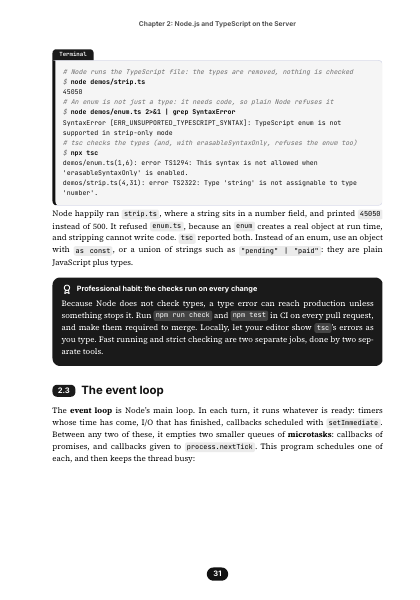 Chapter 2: Node.js and TypeScript on the Server
Terminal
# Node runs the TypeScript file: the types are removed, nothing is checked
$ node demos/strip.ts
45050
# An enum is not just a type: it needs code, so plain Node refuses it
$ node demos/enum.ts 2>&1 | grep SyntaxError
SyntaxError [ERR_UNSUPPORTED_TYPESCRIPT_SYNTAX]: TypeScript enum is not
supported in strip-only mode
# tsc checks the types (and, with erasableSyntaxOnly, refuses the enum too)
$ npx tsc
demos/enum.ts(1,6): error TS1294: This syntax is not allowed when
'erasableSyntaxOnly' is enabled.
demos/strip.ts(4,31): error TS2322: Type 'string' is not assignable to type
'number'.
Node happily ran strip.ts, where a string sits in a number field, and printed 45050
instead of 500. It refused enum.ts, because an enum creates a real object at run time,
and stripping cannot write code. tsc reported both. Instead of an enum, use an object
with as const, or a union of strings such as "pending" | "paid": they are plain
JavaScript plus types.
Professional habit: the checks run on every change
Because Node does not check types, a type error can reach production unless
something stops it. Run npm run check and npm test in CI on every pull request,
and make them required to merge. Locally, let your editor show tsc's errors as
you type. Fast running and strict checking are two separate jobs, done by sep-
arate tools.
2.3 The event loop
The event loop is Node's main loop. In each turn, it runs whatever is ready: timers
whose time has come, I/O that has finished, callbacks scheduled with setImmediate.
Between any two of these, it empties two smaller queues of microtasks: callbacks of
promises, and callbacks given to process.nextTick. This program schedules one of
each, and then keeps the thread busy:
31